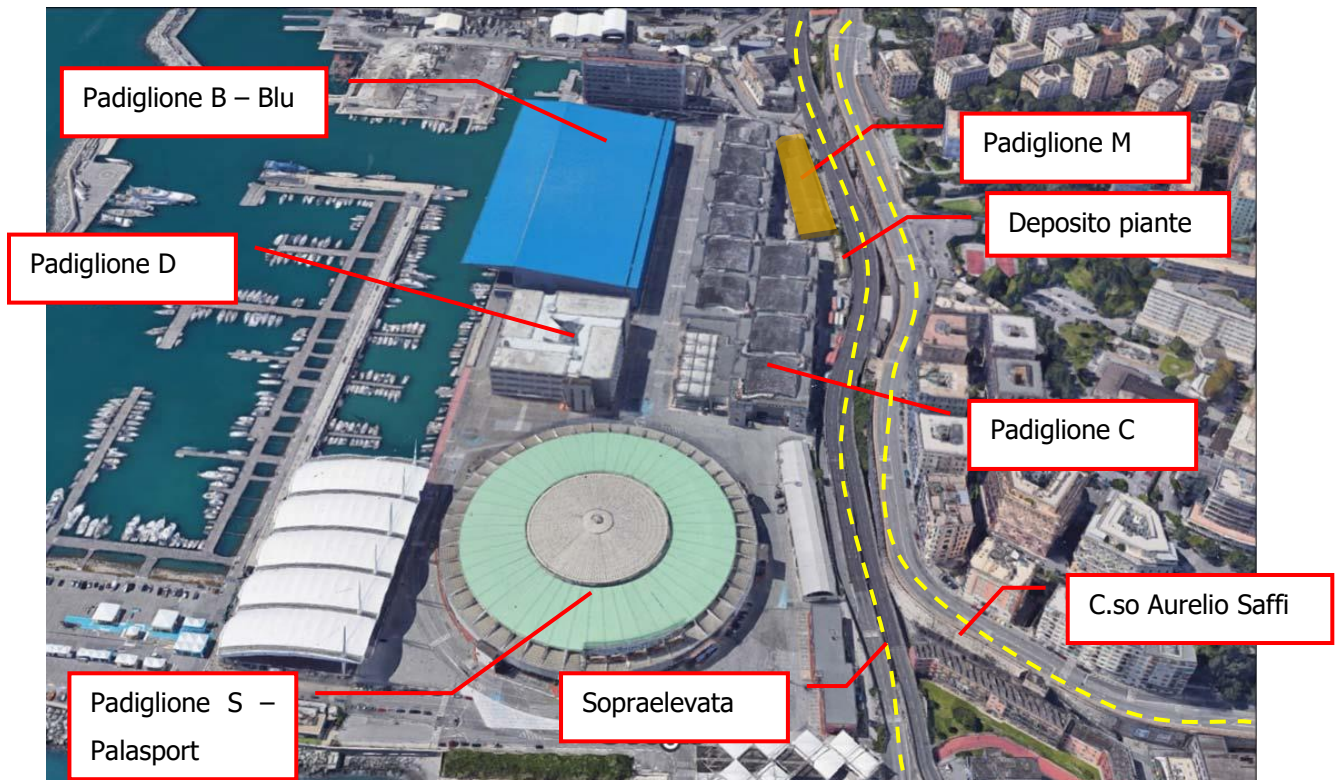 Padiglione B – Blu
Padiglione M
Deposito piante
Padiglione D
Padiglione C
C.so Aurelio Saffi
Padiglione S –
Palasport
Sopraelevata